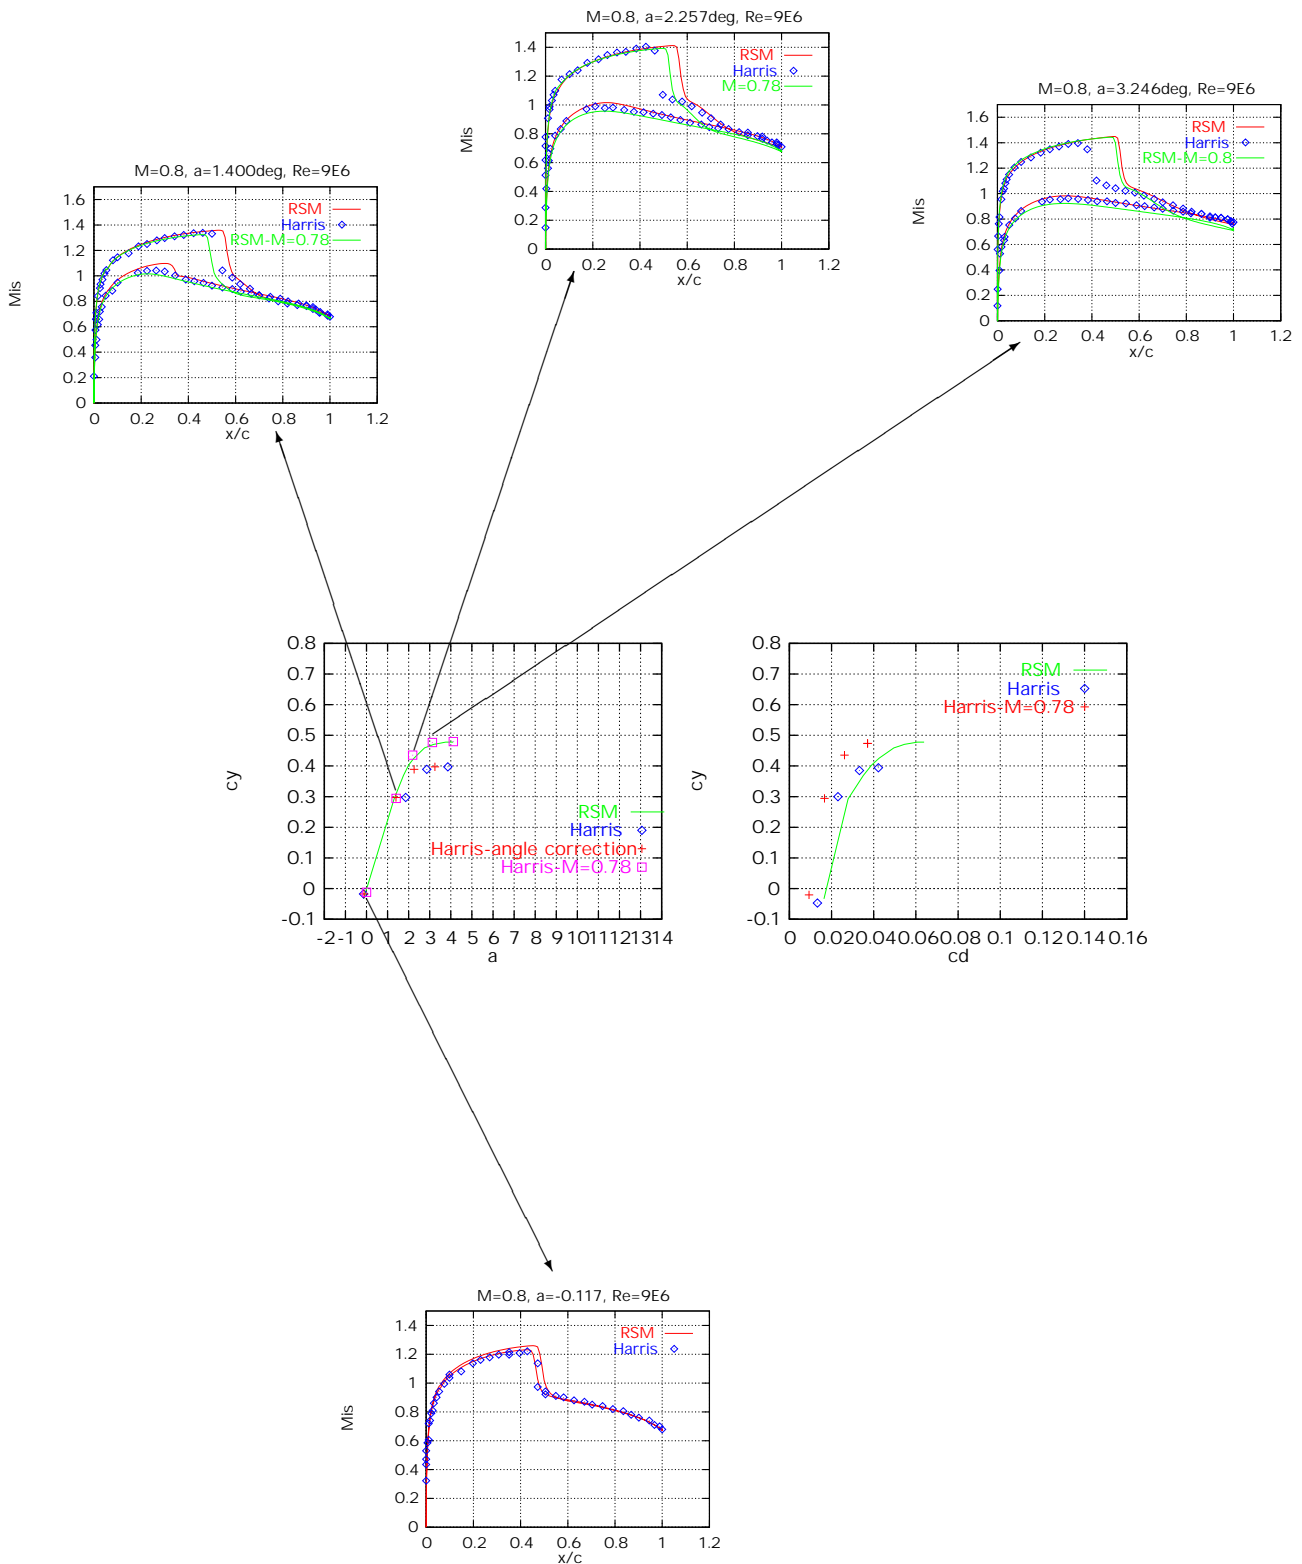 M=0.8, a=2.257deg, Re=9E6
RSM
Harris
M=0.78
Mis
1.4
1.2
1
0.8
0.6
0.4
0.2
0
0 0.2 0.4 0.6 0.8 1 1.2
x/c
M=0.8, a=3.246deg, Re=9E6
RSM
Harris
RSM-M=0.8
Mis
1.6
1.4
1.2
1
0.8
0.6
0.4
0.2
0
0 0.2 0.4 0.6 0.8 1 1.2
x/c
M=0.8, a=1.400deg, Re=9E6
RSM
Harris
RSM-M=0.78
Mis
1.6
1.4
1.2
1
0.8
0.6
0.4
0.2
0
0 0.2 0.4 0.6 0.8 1 1.2
x/c
cy
0.8
0.7
0.6
0.5
0.4
0.3
0.2
0.1
0
-0.1
RSM
Harris
Harris-angle correction
Harris-M=0.78
-2 -1 0 1 2 3 4 5 6 7 8 9 10 11 12 13 14
a
cy
0.8
0.7
0.6
0.5
0.4
0.3
0.2
0.1
0
-0.1
RSM
Harris
Harris-M=0.78
0 0.02 0.04 0.06 0.08 0.1 0.12 0.14 0.16
cd
M=0.8, a=-0.117, Re=9E6
RSM
Harris
Mis
1.4
1.2
1
0.8
0.6
0.4
0.2
0
0 0.2 0.4 0.6 0.8 1 1.2
x/c